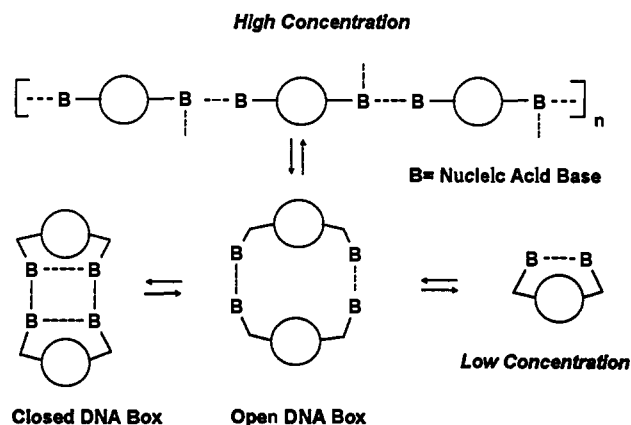 High Concentration
B B B B B B
n
B= Nucleic Acid Base
B B B B B B
B B B B
Low Concentration
Closed DNA Box Open DNA Box